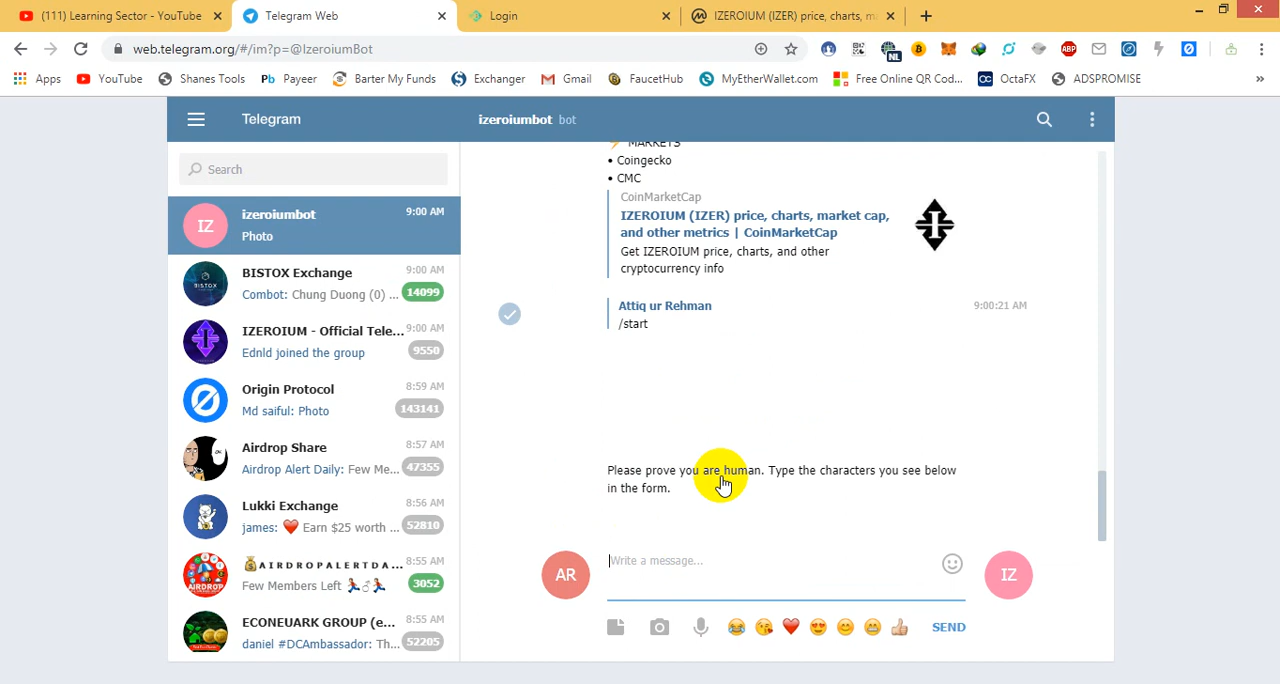 (111) Learning Sector - YouTube
Telegram Web
Login
IZEROIUM (IZER) price, charts, m
web.telegram.org/#/im?p=@IzeroiumBot
NL
ABP
Apps
YouTube
Shanes Tools
Pb Payeer
Barter My Funds
Exchanger
Gmail
FaucetHub
MyEtherWallet.com
Free Online QR Cod...
OC OctaFX
ADSPROMISE
»
Telegram
izeroiumbot bot
Search
IZ
izeroiumbot
9:00 AM
Photo
BISTOX
BISTOX Exchange
9:00 AM
Combot: Chung Duong (0) ...
14099
IZEROIUM - Official Tele...
9:00 AM
Ednld joined the group
9550
Origin Protocol
8:59 AM
Md saiful: Photo
143141
Airdrop Share
8:57 AM
Airdrop Alert Daily: Few Me...
47355
Lukki Exchange
8:56 AM
james: ❤️ Earn $25 worth ...
52810
AIRDROP
💰AIRDROPALERTDA...
8:55 AM
Few Members Left 🏃♂🏃
3052
ECONEUARK GROUP (e...
8:55 AM
daniel #DCAmbassador: Th...
52205
⚡ MARKETS
• Coingecko
• CMC
CoinMarketCap
IZEROIUM (IZER) price, charts, market cap,
and other metrics | CoinMarketCap
Get IZEROIUM price, charts, and other
cryptocurrency info
Attiq ur Rehman
9:00:21 AM
/start
Please prove you are human. Type the characters you see below
in the form.
AR
Write a message...
IZ
SEND